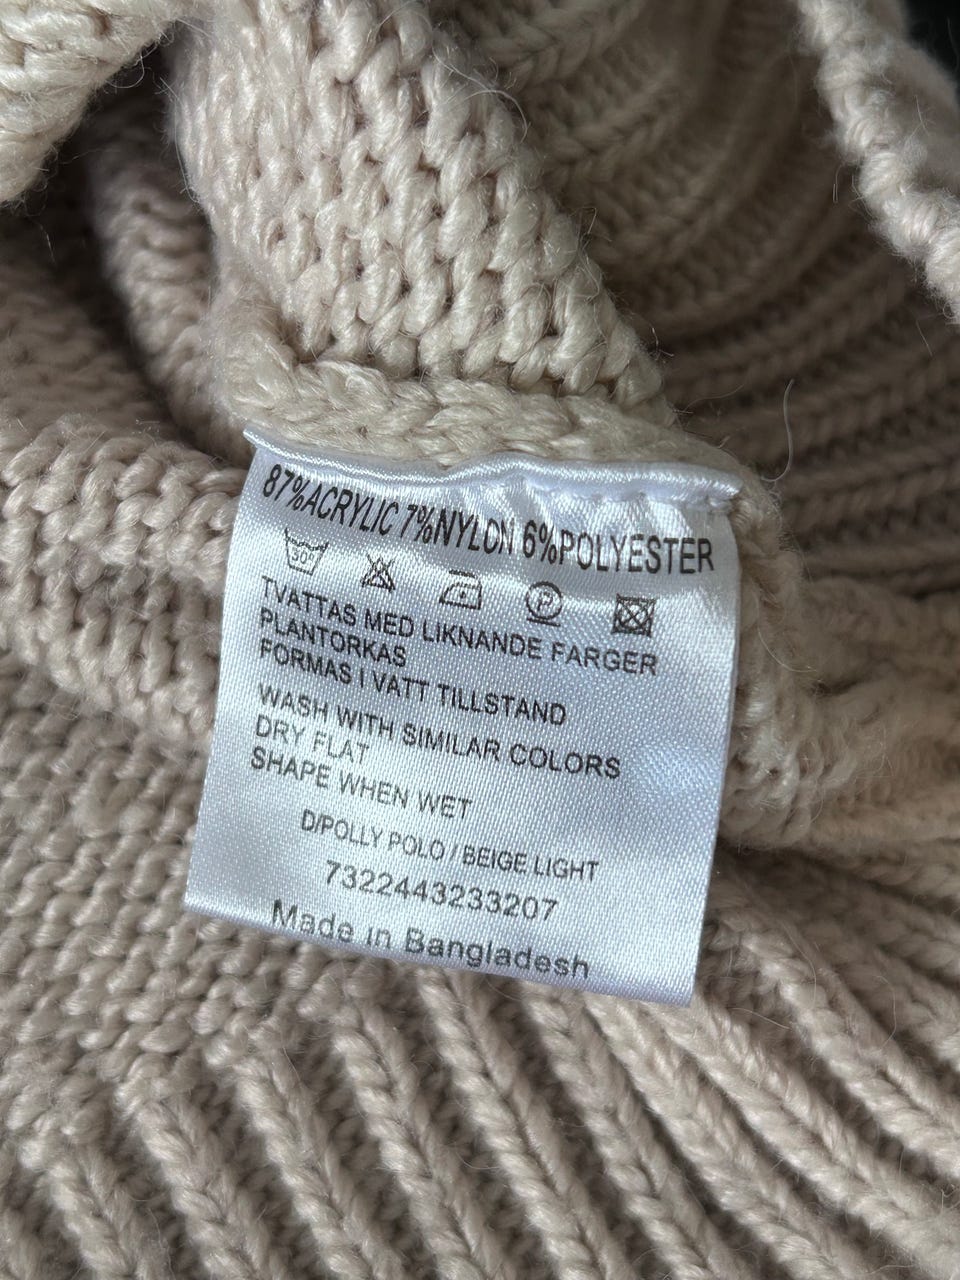 87%ACRYLIC 7%NYLON 6%POLYESTER
30°
P
TVATTAS MED LIKNANDE FARGER
PLANTORKAS
FORMAS I VATT TILLSTAND
WASH WITH SIMILAR COLORS
DRY FLAT
SHAPE WHEN WET
D/POLLY POLO / BEIGE LIGHT
7322443233207
Made in Bangladesh